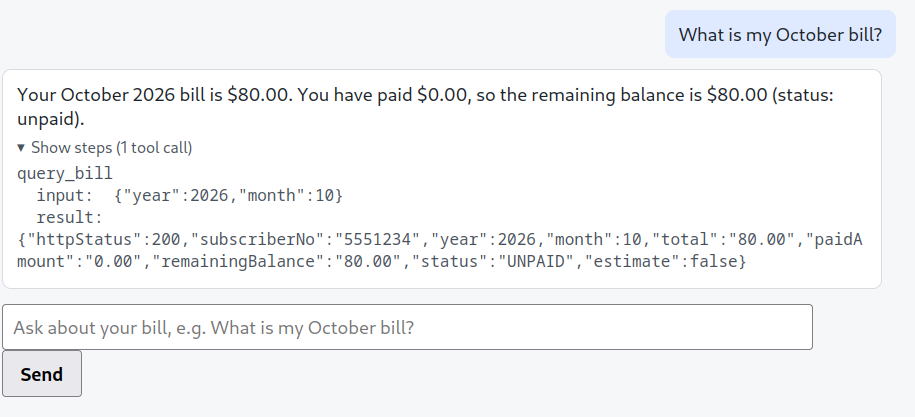 What is my October bill?
Your October 2026 bill is $80.00. You have paid $0.00, so the remaining balance is $80.00 (status:
unpaid).
▾ Show steps (1 tool call)
query_bill
  input:  {"year":2026,"month":10}
  result:
{"httpStatus":200,"subscriberNo":"5551234","year":2026,"month":10,"total":"80.00","paidA
mount":"0.00","remainingBalance":"80.00","status":"UNPAID","estimate":false}
Ask about your bill, e.g. What is my October bill?
Send